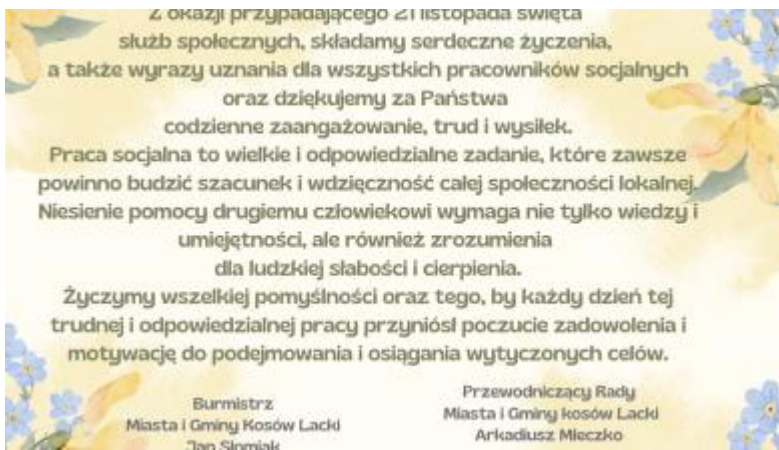 Z okazji przypadającego 21 listopada święta
służb społecznych, składamy serdeczne życzenia,
a także wyrazy uznania dla wszystkich pracowników socjalnych
oraz dziękujemy za Państwa
codzienne zaangażowanie, trud i wysiłek.
Praca socjalna to wielkie i odpowiedzialne zadanie, które zawsze
powinno budzić szacunek i wdzięczność całej społeczności lokalnej.
Niesienie pomocy drugiemu człowiekowi wymaga nie tylko wiedzy i
umiejętności, ale również zrozumienia
dla ludzkiej słabości i cierpienia.
Życzymy wszelkiej pomyślności oraz tego, by każdy dzień tej
trudnej i odpowiedzialnej pracy przyniósł poczucie zadowolenia i
motywację do podejmowania i osiągania wytyczonych celów.
Burmistrz
Miasta i Gminy Kosów Lacki
Jan Słomiak
Przewodniczący Rady
Miasta i Gminy kosów Lacki
Arkadiusz Mleczko